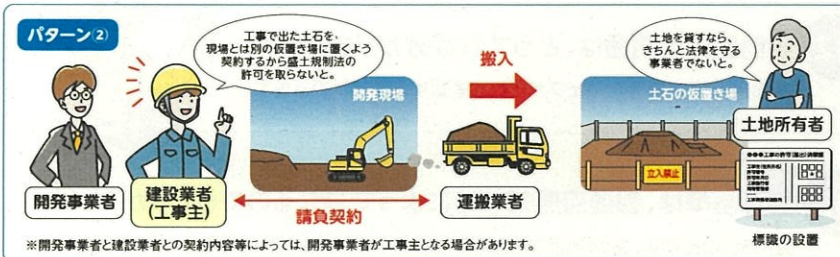 パターン②
工事で出た土石を、
現場とは別の仮置き場に置くよう
契約するから盛土規制法の
許可を取らないと。
土地を貸すなら、
きちんと法律を守る
事業者でないと。
搬入
開発現場
土石の仮置き場
土地所有者
立入禁止
開発事業者
建設業者
(工事主)
請負契約
運搬業者
標識の設置
※開発事業者と建設業者との契約内容等によっては、開発事業者が工事主となる場合があります。